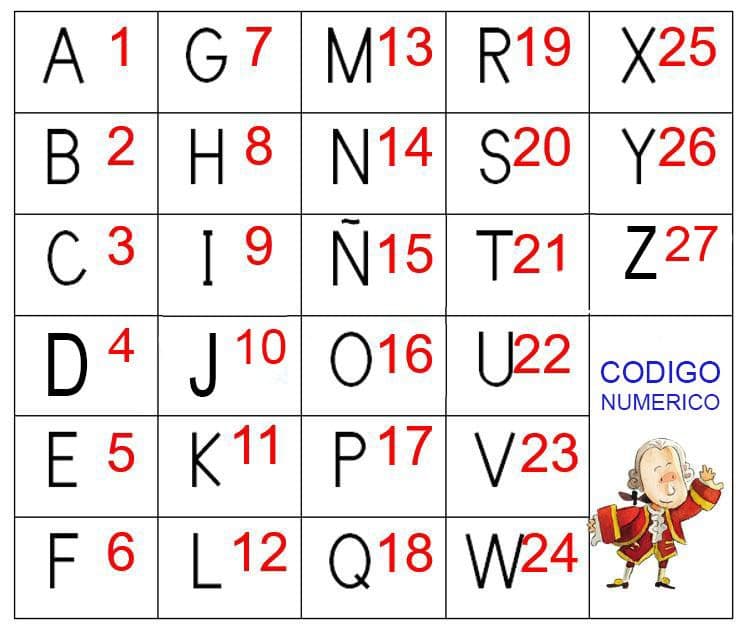 A 1 G 7 M 13 R 19 X 25
B 2 H 8 N 14 S 20 Y 26
C 3 I 9 Ñ 15 T 21 Z 27
D 4 J 10 O 16 U 22
CODIGO
NUMERICO
E 5 K 11 P 17 V 23
F 6 L 12 Q 18 W 24